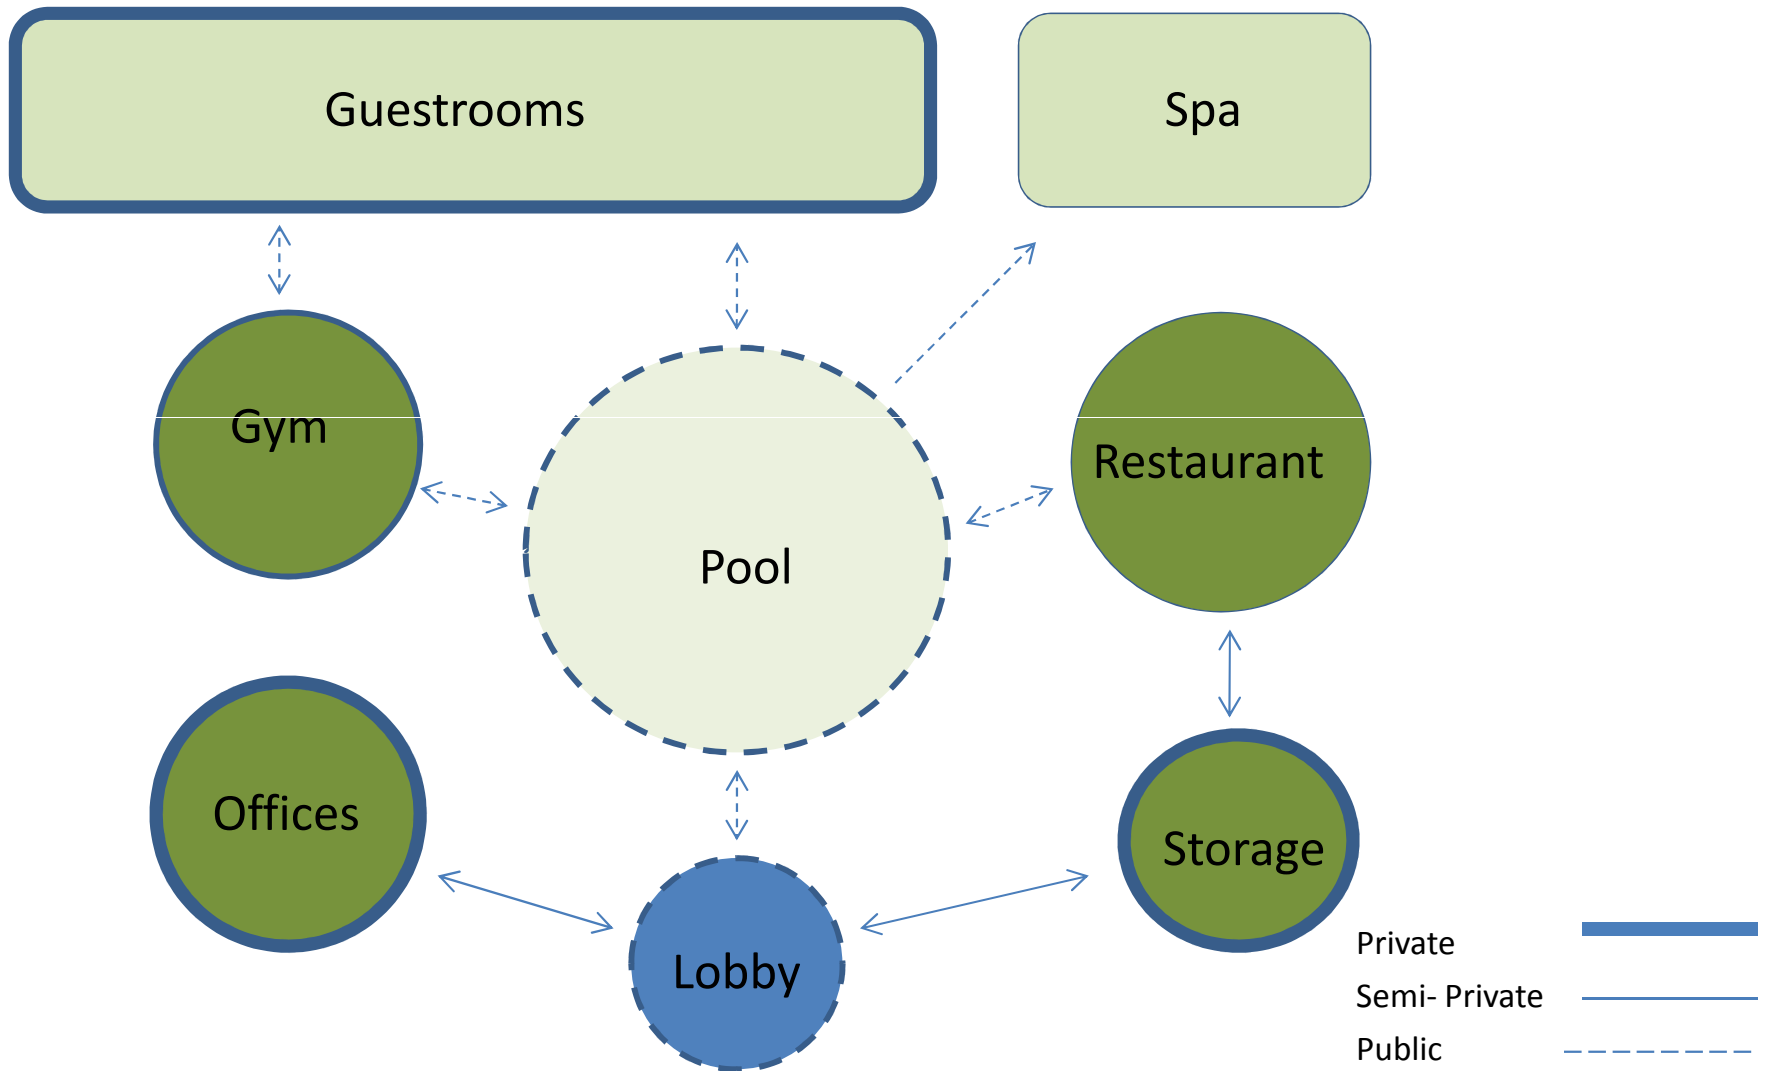 Guestrooms
Spa
Gym
Restaurant
Pool
Offices
Storage
Lobby
Private
Semi- Private
Public